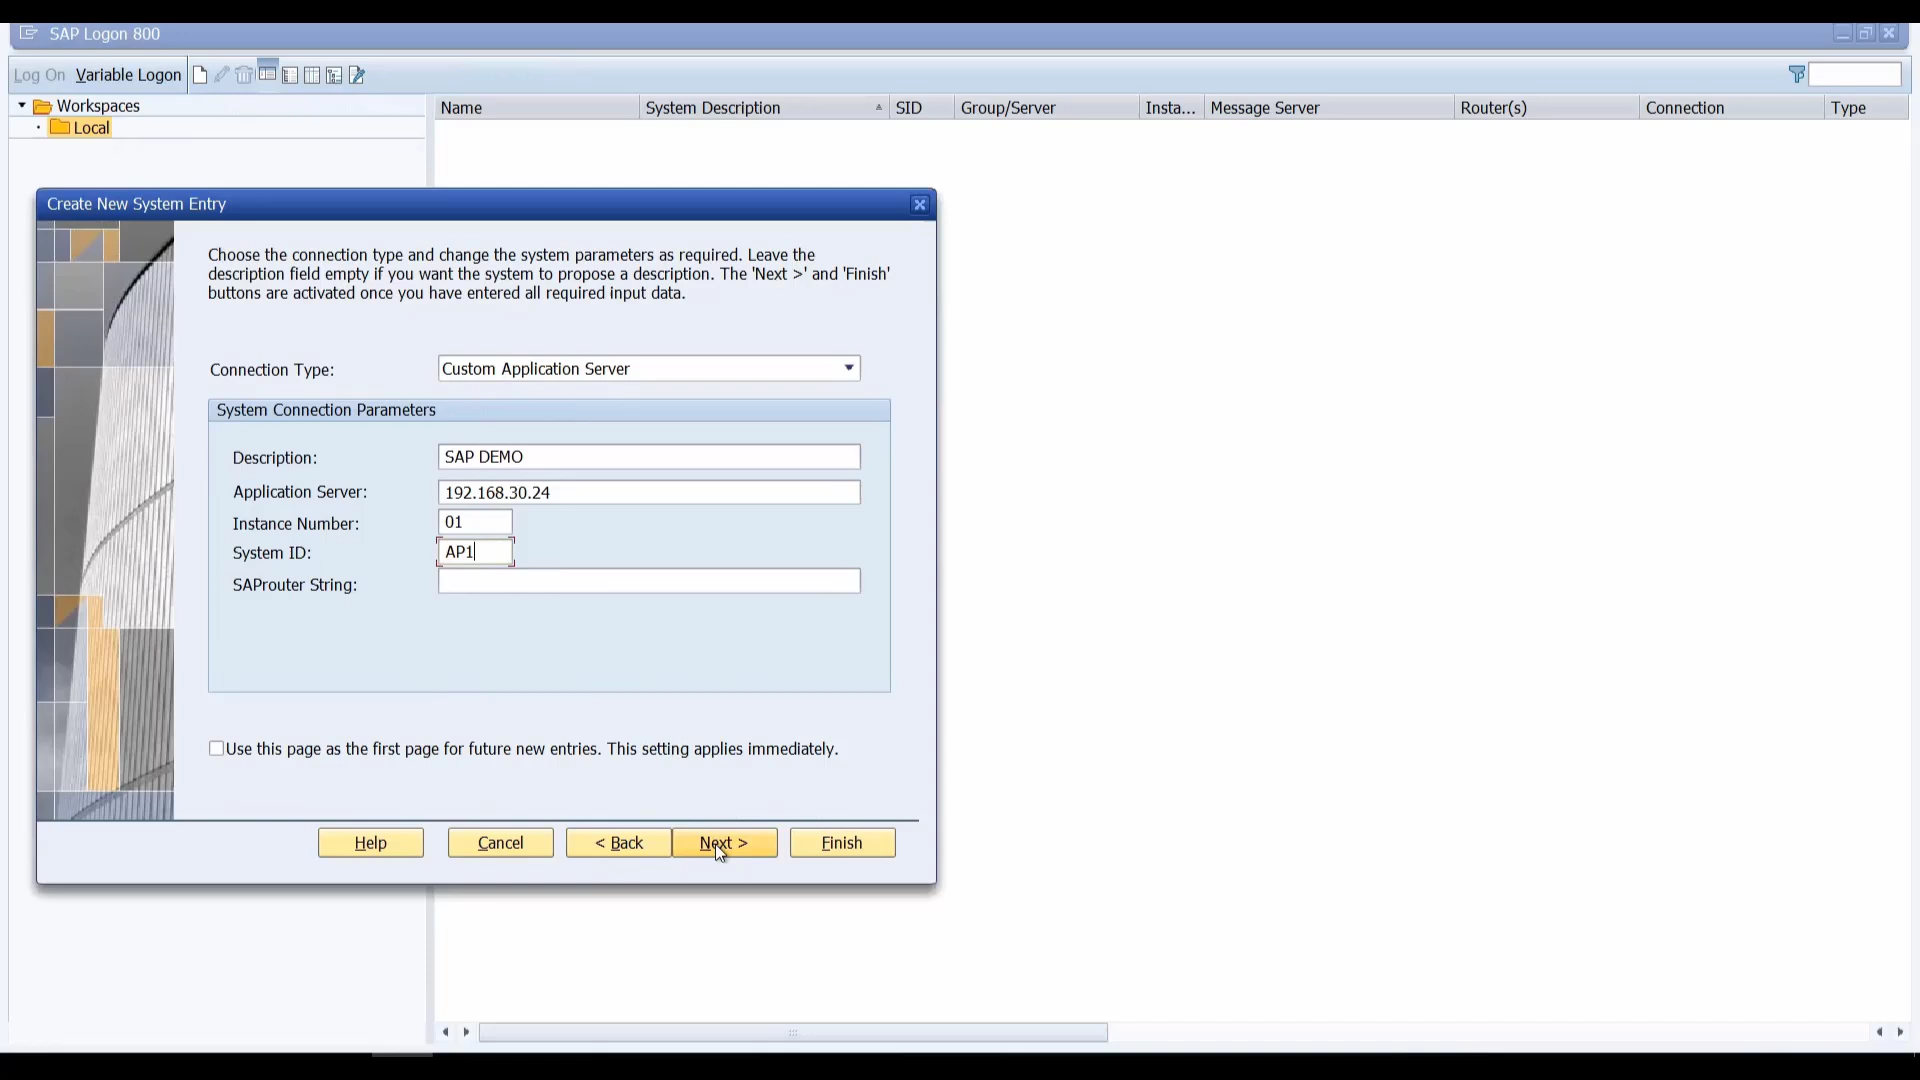 SAP Logon 800
Log On Variable Logon
Workspaces
Local
Name System Description SID Group/Server Insta... Message Server Router(s) Connection Type
Create New System Entry
Choose the connection type and change the system parameters as required. Leave the
description field empty if you want the system to propose a description. The 'Next >' and 'Finish'
buttons are activated once you have entered all required input data.
Connection Type: Custom Application Server
System Connection Parameters
Description: SAP DEMO
Application Server: 192.168.30.24
Instance Number: 01
System ID: AP1
SAProuter String:
Use this page as the first page for future new entries. This setting applies immediately.
Help Cancel < Back Next > Finish